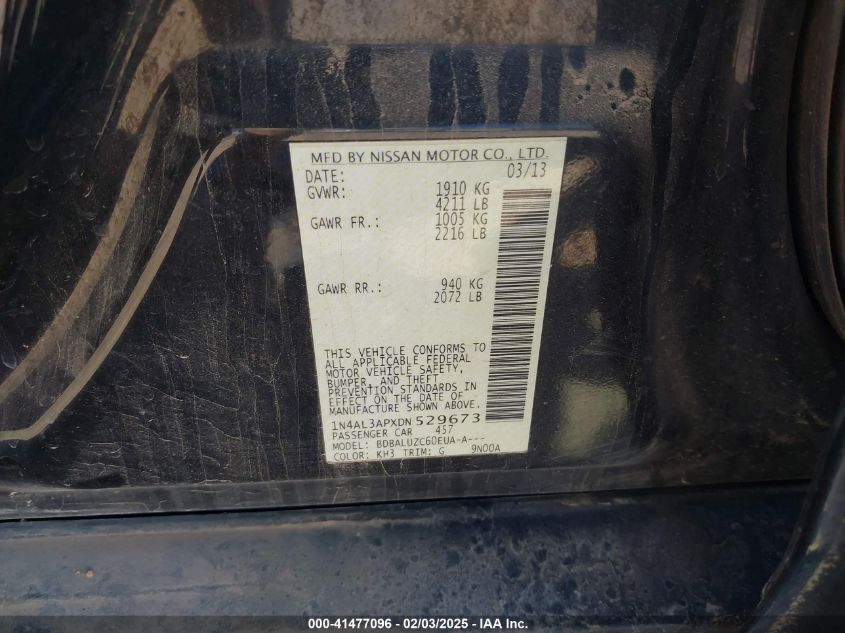 MFD BY NISSAN MOTOR CO., LTD.
DATE: 03/13
GVWR: 1910 KG
4211 LB
GAWR FR.: 1005 KG
2216 LB
GAWR RR.: 940 KG
2072 LB
THIS VEHICLE CONFORMS TO
ALL APPLICABLE FEDERAL
MOTOR VEHICLE SAFETY,
BUMPER, AND THEFT
PREVENTION STANDARDS IN
EFFECT ON THE DATE OF
MANUFACTURE SHOWN ABOVE.
1N4AL3APXDN529673
PASSENGER CAR 457
MODEL: BDBALUZC60EUA-A---
COLOR: KH3 TRIM: G 9N00A
000-41477096 - 02/03/2025 - IAA Inc.